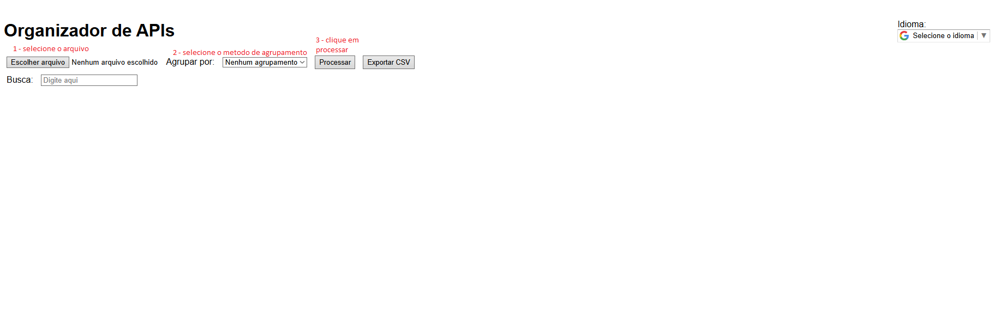 Organizador de APIs
Idioma:
Selecione o idioma
1 - selecione o arquivo
2 - selecione o metodo de agrupamento
3 - clique em
processar
Escolher arquivo Nenhum arquivo escolhido Agrupar por: Nenhum agrupamento Processar Exportar CSV
Busca: Digite aqui